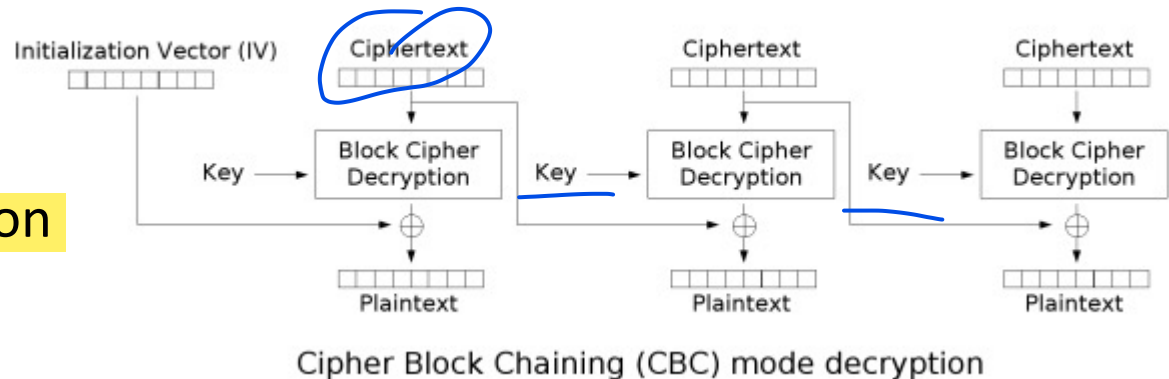 Initialization Vector (IV) Ciphertext Ciphertext Ciphertext
Block Cipher Block Cipher Block Cipher
Key Decryption Key Decryption Key Decryption
on
Plaintext Plaintext Plaintext
Cipher Block Chaining (CBC) mode decryption